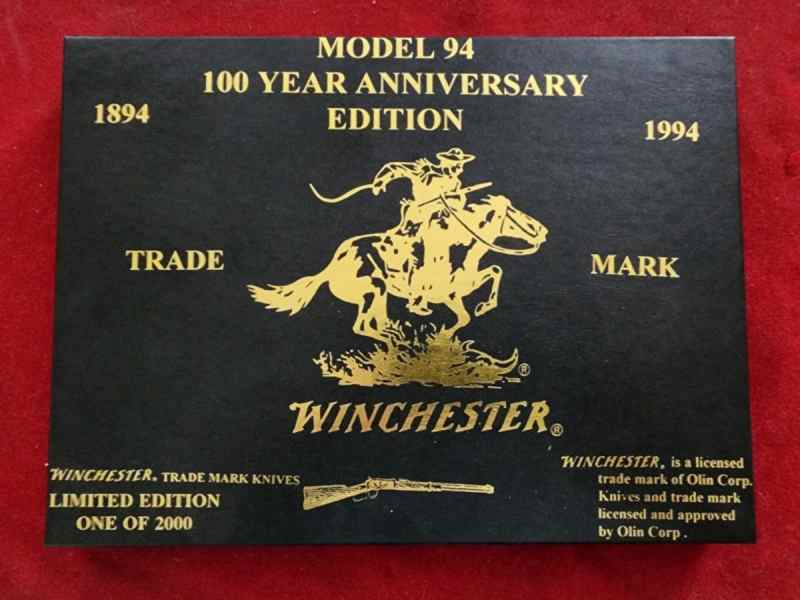 MODEL 94
100 YEAR ANNIVERSARY
EDITION
1894
1994
TRADE
MARK
®
WINCHESTER®
WINCHESTER® TRADE MARK KNIVES
LIMITED EDITION
ONE OF 2000
WINCHESTER® is a licensed
trade mark of Olin Corp.
Knives and trade mark
licensed and approved
by Olin Corp .